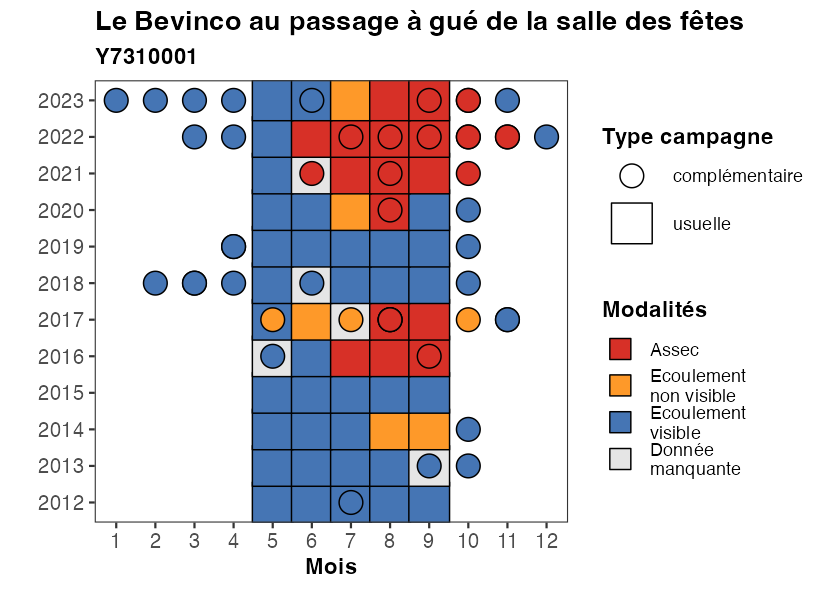 Le Bevinco au passage à gué de la salle des fêtes
Y7310001
2023
2022
2021
2020
2019
2018
2017
2016
2015
2014
2013
2012
1 2 3 4 5 6 7 8 9 10 11 12
Mois
Type campagne
complémentaire
usuelle
Modalités
Assec
Ecoulement
non visible
Ecoulement
visible
Donnée
manquante